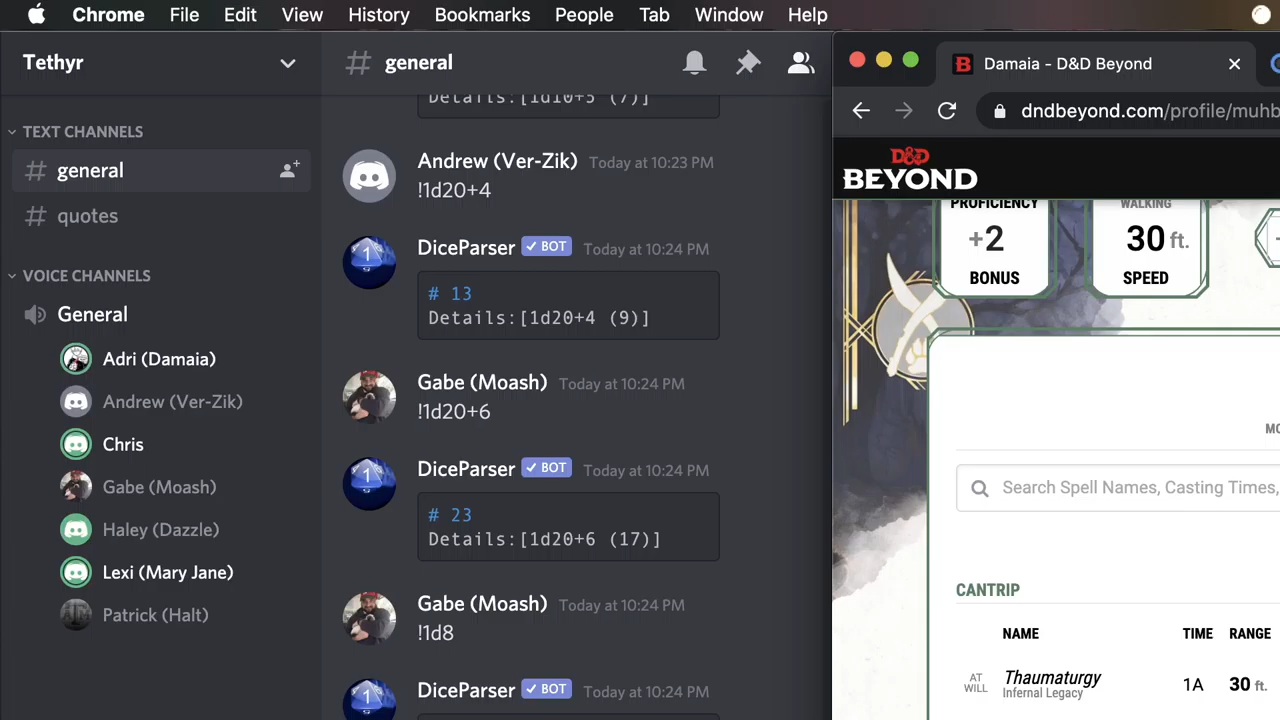 Chrome File Edit View History Bookmarks People Tab Window Help
Tethyr
TEXT CHANNELS
# general
# quotes
VOICE CHANNELS
General
Adri (Damaia)
Andrew (Ver-Zik)
Chris
Gabe (Moash)
Haley (Dazzle)
Lexi (Mary Jane)
Patrick (Halt)
# general
Details:[1d10+5 (7)]
Andrew (Ver-Zik) Today at 10:23 PM
!1d20+4
DiceParser ✓ BOT Today at 10:24 PM
# 13
Details:[1d20+4 (9)]
Gabe (Moash) Today at 10:24 PM
!1d20+6
DiceParser ✓ BOT Today at 10:24 PM
# 23
Details:[1d20+6 (17)]
Gabe (Moash) Today at 10:24 PM
!1d8
DiceParser ✓ BOT Today at 10:24 PM
Damaia - D&D Beyond
dndbeyond.com/profile/muhb
D&D
BEYOND
PROFICIENCY
+2
BONUS
WALKING
30 ft.
SPEED
MO
Search Spell Names, Casting Times,
CANTRIP
NAME TIME RANGE
AT WILL
Thaumaturgy
Infernal Legacy
1A 30 ft.